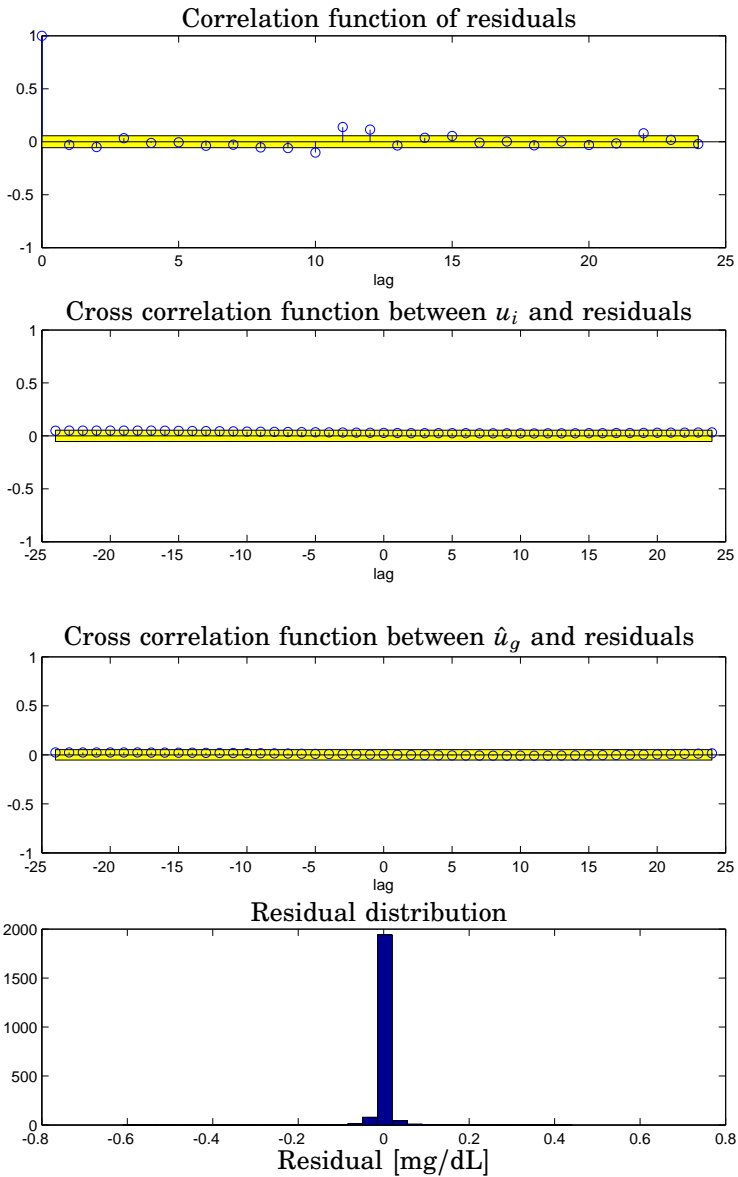 Correlation function of residuals
1
0.5
0
-0.5
-1
0 5 10 15 20 25
lag
Cross correlation function between u_i and residuals
1
0.5
0
-0.5
-1
-25 -20 -15 -10 -5 0 5 10 15 20 25
lag
Cross correlation function between û_g and residuals
1
0.5
0
-0.5
-1
-25 -20 -15 -10 -5 0 5 10 15 20 25
lag
Residual distribution
2000
1500
1000
500
0
-0.8 -0.6 -0.4 -0.2 0 0.2 0.4 0.6 0.8
Residual [mg/dL]